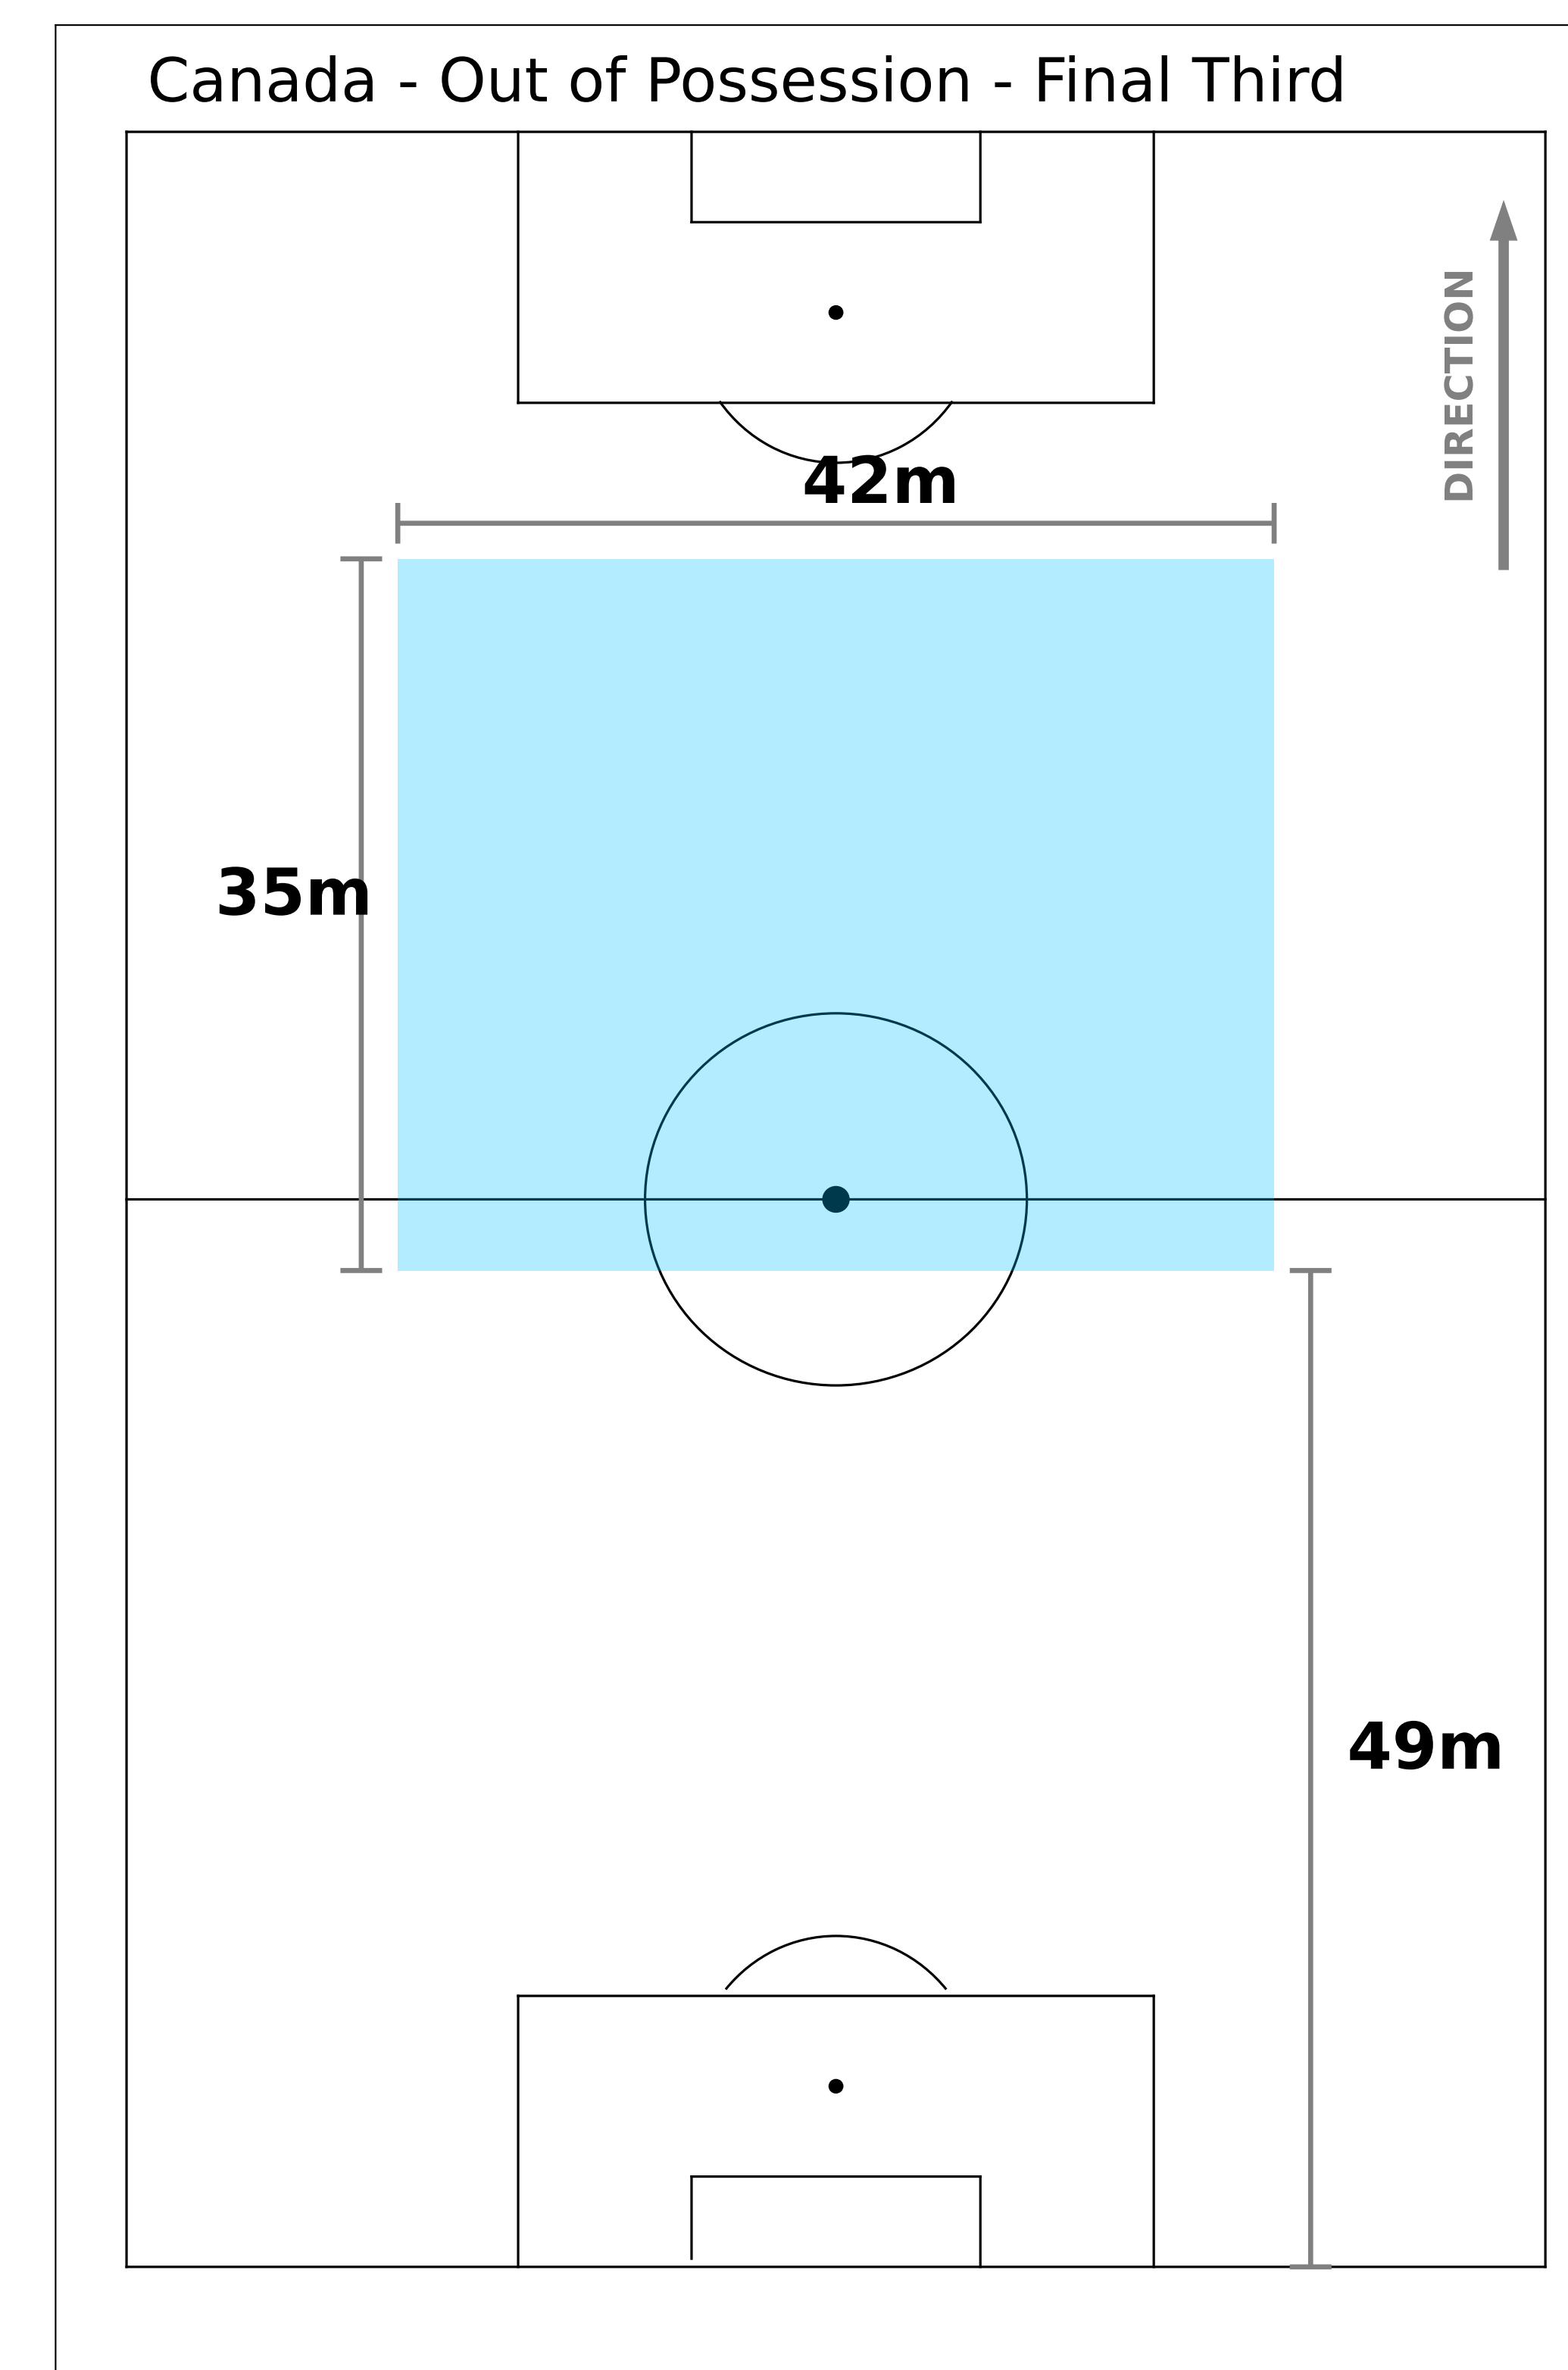 Canada - Out of Possession - Final Third
DIRECTION
42m
35m
49m